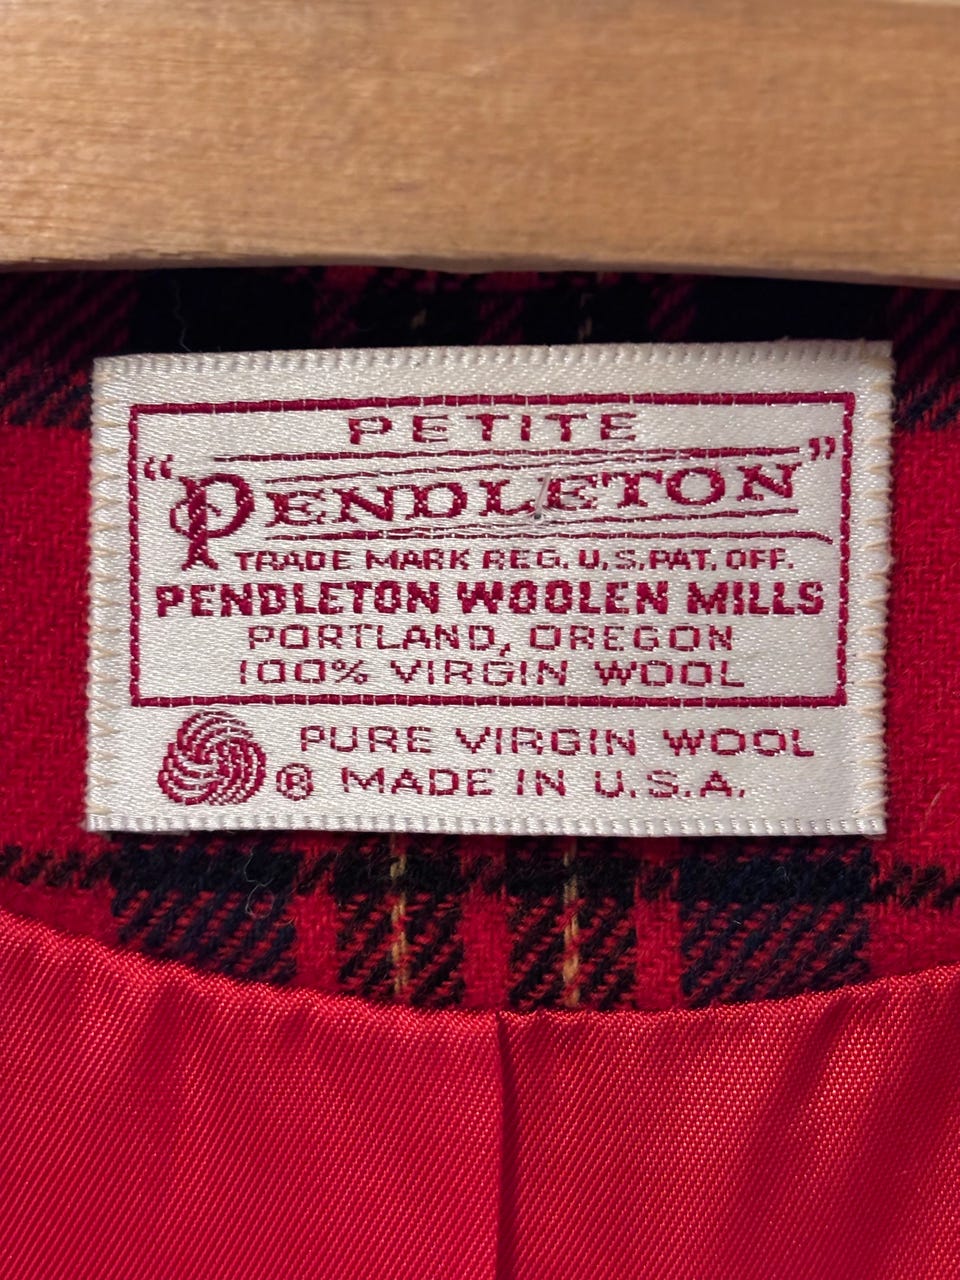 PETITE
“PENDLETON”
TRADE MARK REG. U.S. PAT. OFF.
PENDLETON WOOLEN MILLS
PORTLAND, OREGON
100% VIRGIN WOOL
PURE VIRGIN WOOL
® MADE IN U.S.A.